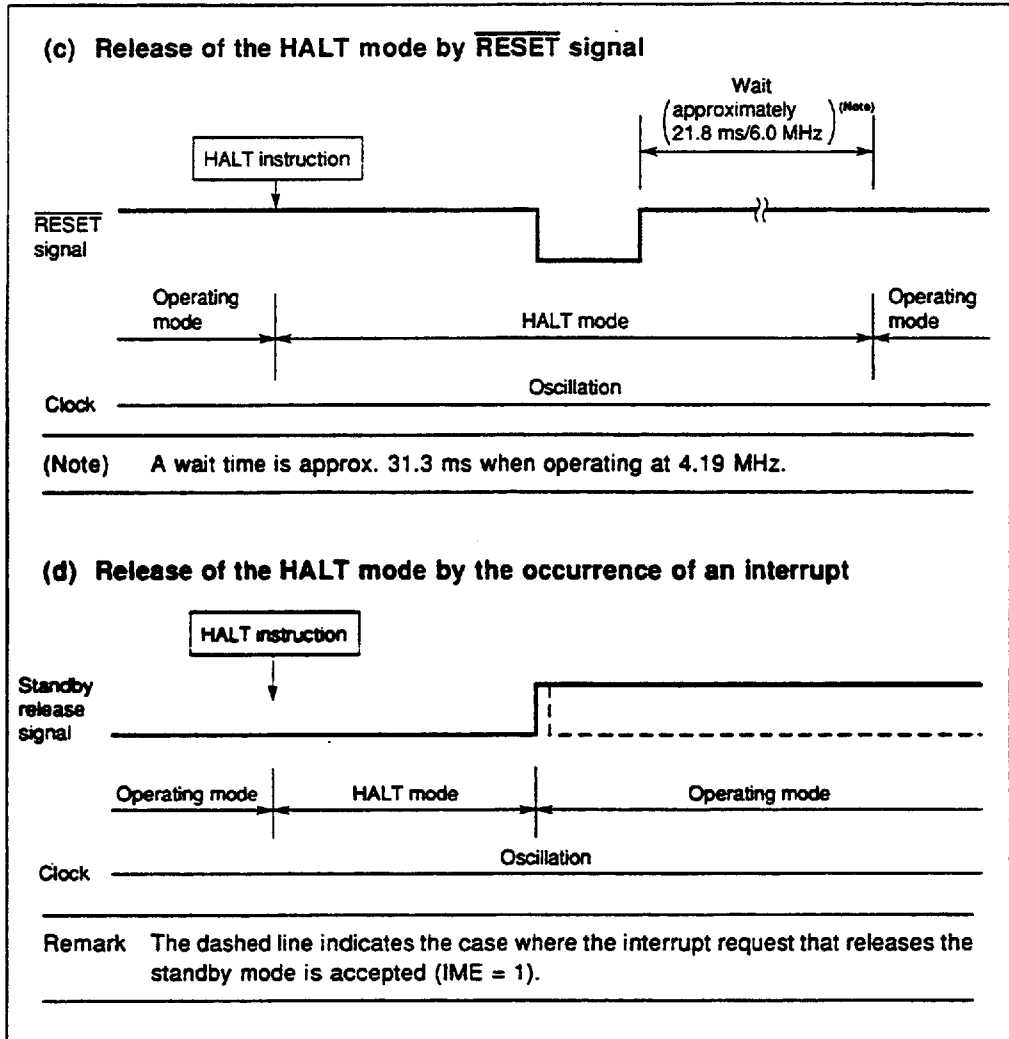 (c) Release of the HALT mode by RESET signal
Wait
(approximately
21.8 ms/6.0 MHz) (Note)
HALT instruction
RESET
signal
Operating
mode
HALT mode
Operating
mode
Oscillation
Clock
(Note) A wait time is approx. 31.3 ms when operating at 4.19 MHz.
(d) Release of the HALT mode by the occurrence of an interrupt
HALT instruction
Standby
release
signal
Operating mode
HALT mode
Operating mode
Oscillation
Clock
Remark The dashed line indicates the case where the interrupt request that releases the
standby mode is accepted (IME = 1).